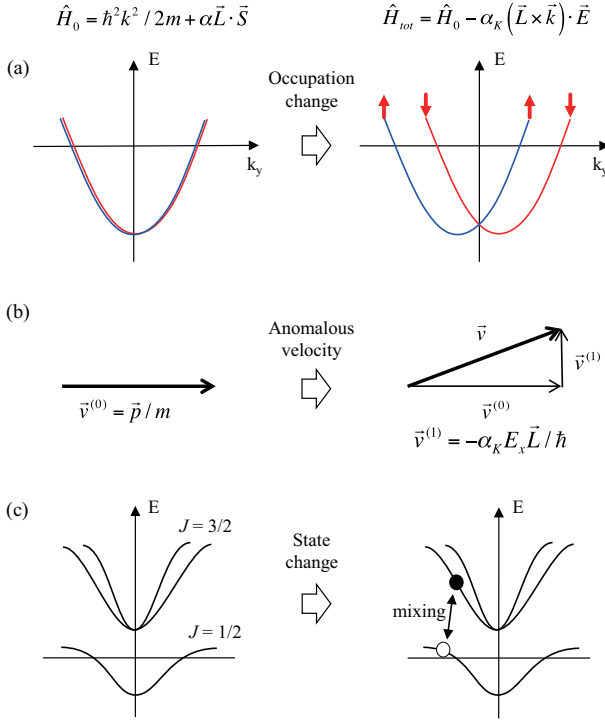 Ĥ₀ = ℏ²k²/2m + αL⃗·S⃗
Ĥ_tot = Ĥ₀ − α_K(L⃗×k⃗)·E⃗
(a)
E
k_y
Occupation
change
E
k_y
(b)
v⃗⁽⁰⁾ = p⃗/m
Anomalous
velocity
v⃗
v⃗⁽¹⁾
v⃗⁽⁰⁾
v⃗⁽¹⁾ = −α_K E_x L⃗/ℏ
(c)
E
J = 3/2
J = 1/2
State
change
E
mixing